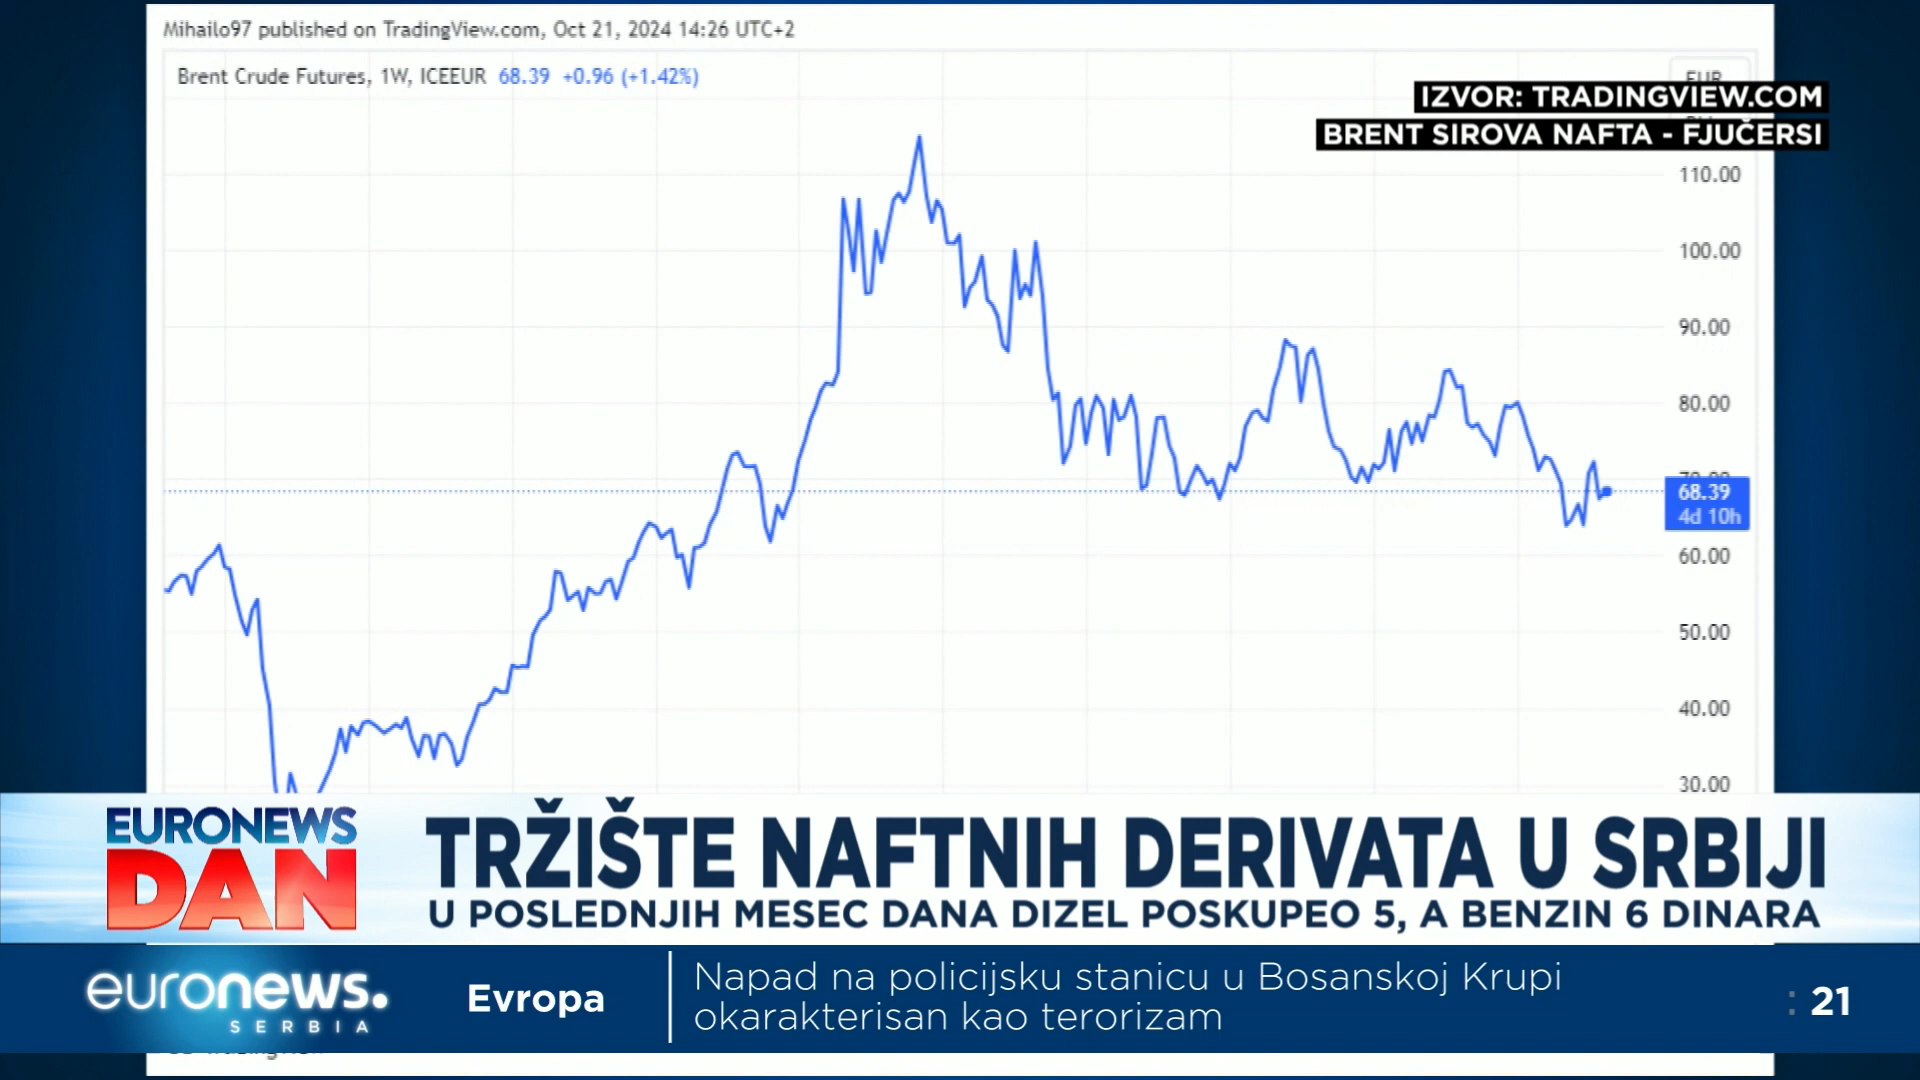 Mihailo97 published on TradingView.com, Oct 21, 2024 14:26 UTC+2
Brent Crude Futures, 1W, ICEEUR 68.39 +0.96 (+1.42%)
EUR
IZVOR: TRADINGVIEW.COM
BRENT SIROVA NAFTA - FJUČERSI
110.00
100.00
90.00
80.00
70.00
68.39
4d 10h
60.00
50.00
40.00
30.00
EURONEWS
DAN
TRŽIŠTE NAFTNIH DERIVATA U SRBIJI
U POSLEDNJIH MESEC DANA DIZEL POSKUPEO 5, A BENZIN 6 DINARA
euronews.
SERBIA
Evropa
Napad na policijsku stanicu u Bosanskoj Krupi
okarakterisan kao terorizam
: 21